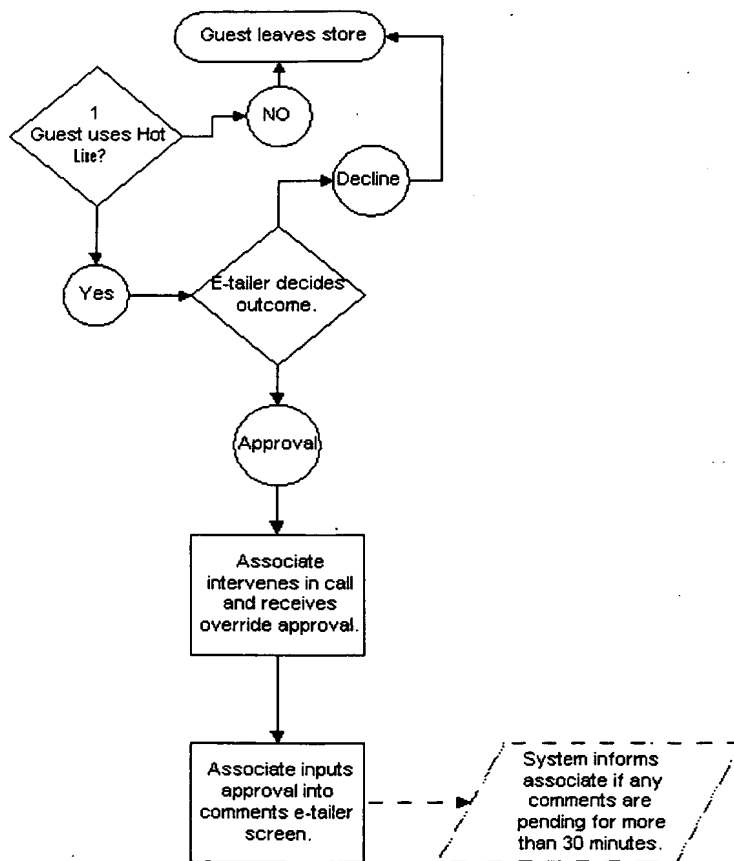 Guest leaves store
1
Guest uses Hot
Line?
NO
Decline
Yes
E-tailer decides
outcome.
Approval
Associate
intervenes in call
and receives
override approval.
Associate inputs
approval into
comments e-tailer
screen.
System informs
associate if any
comments are
pending for more
than 30 minutes.